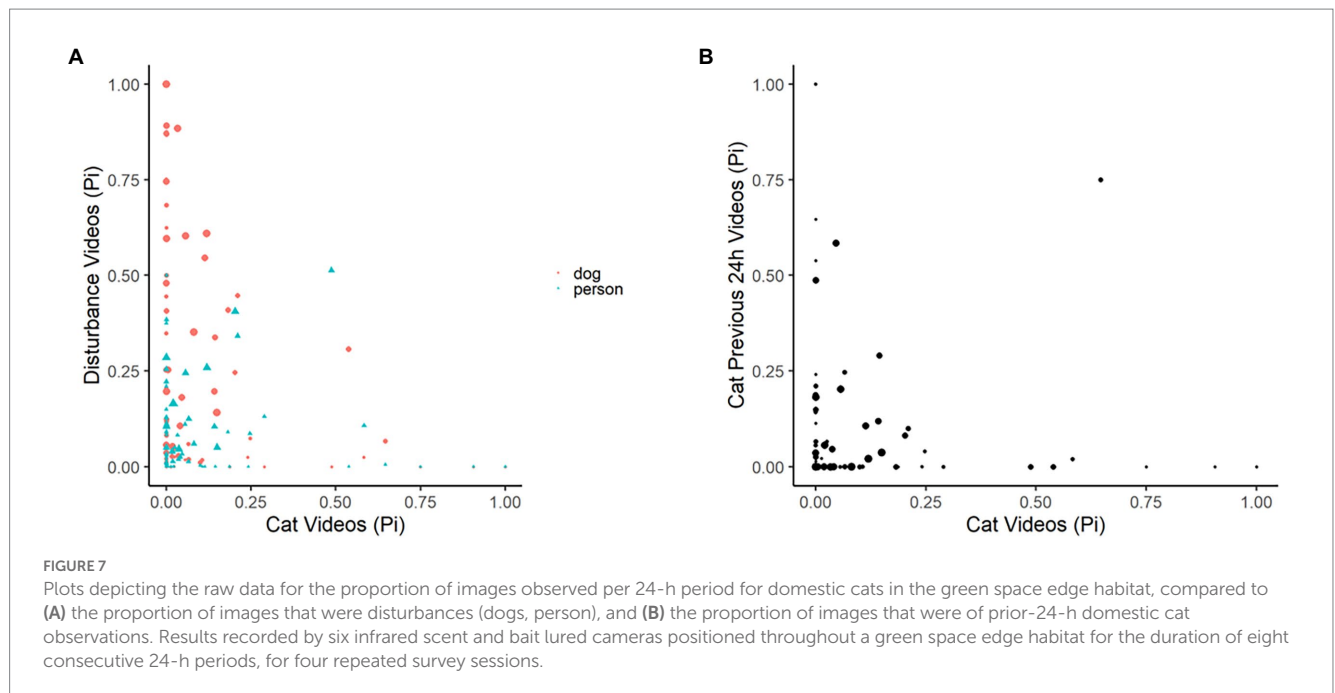 A
1.00
0.75
0.50
0.25
0.00
Disturbance Videos (Pi)
0.00 0.25 0.50 0.75 1.00
Cat Videos (Pi)
dog
person
B
1.00
0.75
0.50
0.25
0.00
Cat Previous 24h Videos (Pi)
0.00 0.25 0.50 0.75 1.00
Cat Videos (Pi)
FIGURE 7
Plots depicting the raw data for the proportion of images observed per 24-h period for domestic cats in the green space edge habitat, compared to
(A) the proportion of images that were disturbances (dogs, person), and (B) the proportion of images that were of prior-24-h domestic cat
observations. Results recorded by six infrared scent and bait lured cameras positioned throughout a green space edge habitat for the duration of eight
consecutive 24-h periods, for four repeated survey sessions.